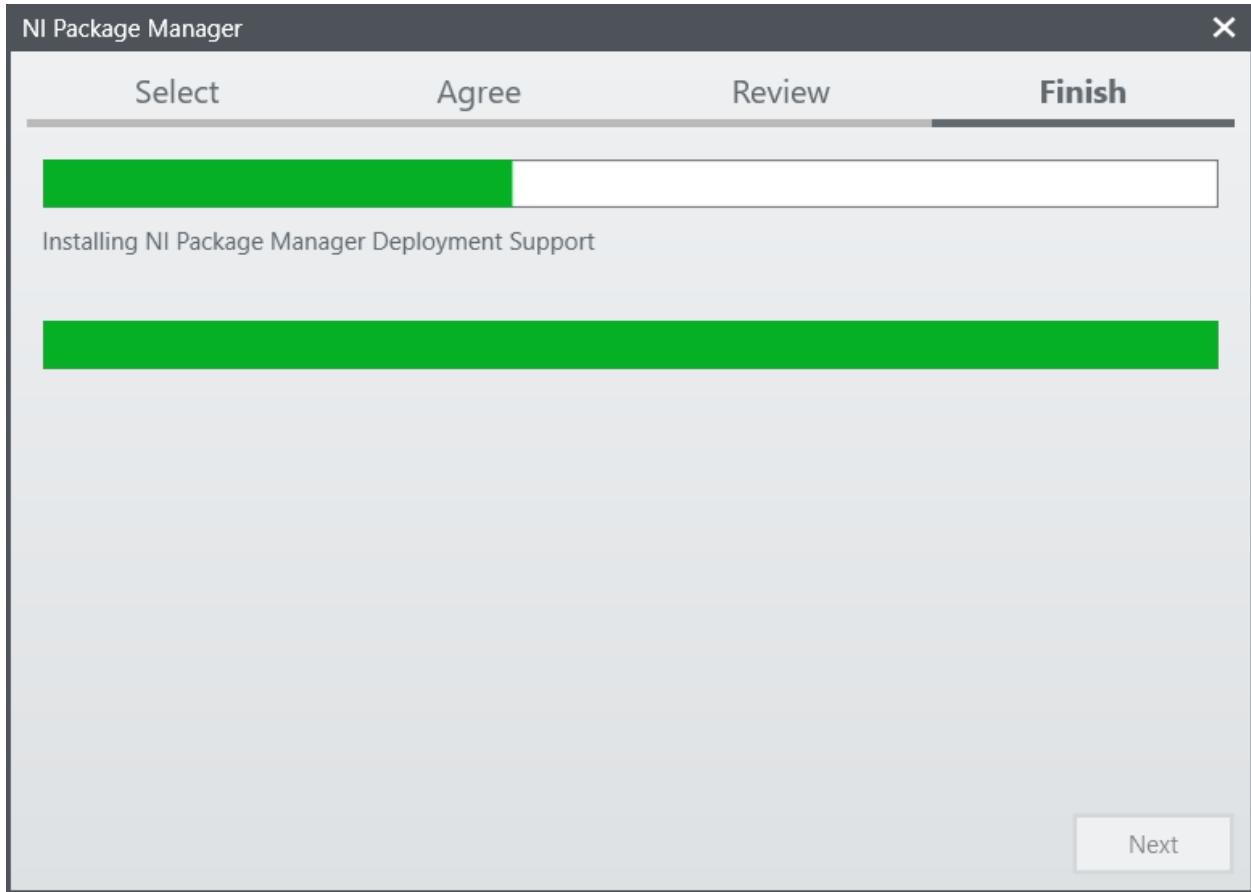 NI Package Manager
Select Agree Review Finish
Installing NI Package Manager Deployment Support
Next